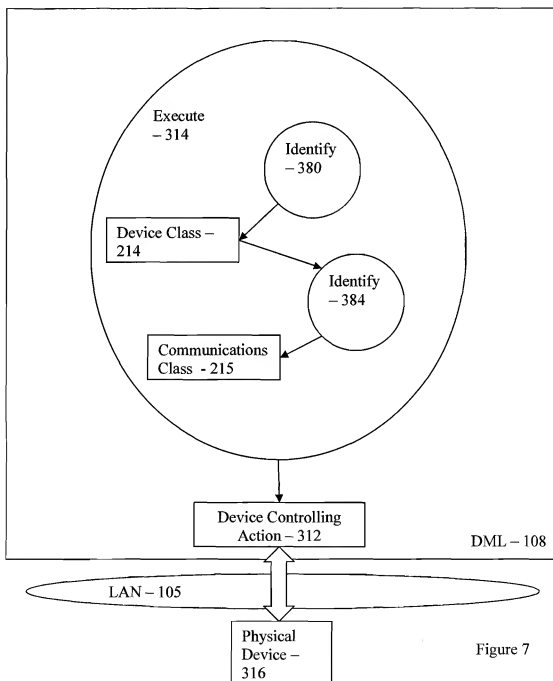 Execute
– 314
Identify
– 380
Device Class –
214
Identify
– 384
Communications
Class  - 215
Device Controlling
Action – 312
DML – 108
LAN – 105
Physical
Device –
316
Figure 7